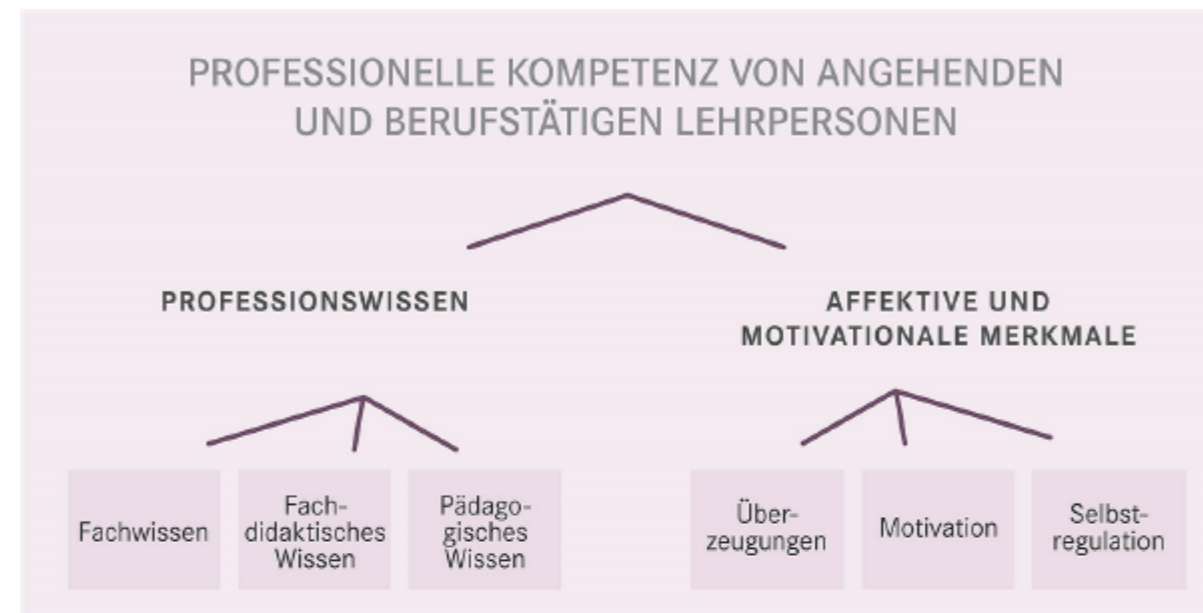 PROFESSIONELLE KOMPETENZ VON ANGEHENDEN
UND BERUFSTÄTIGEN LEHRPERSONEN
PROFESSIONSWISSEN
AFFEKTIVE UND
MOTIVATIONALE MERKMALE
Fachwissen
Fach-
didaktisches
Wissen
Pädago-
gisches
Wissen
Über-
zeugungen
Motivation
Selbst-
regulation